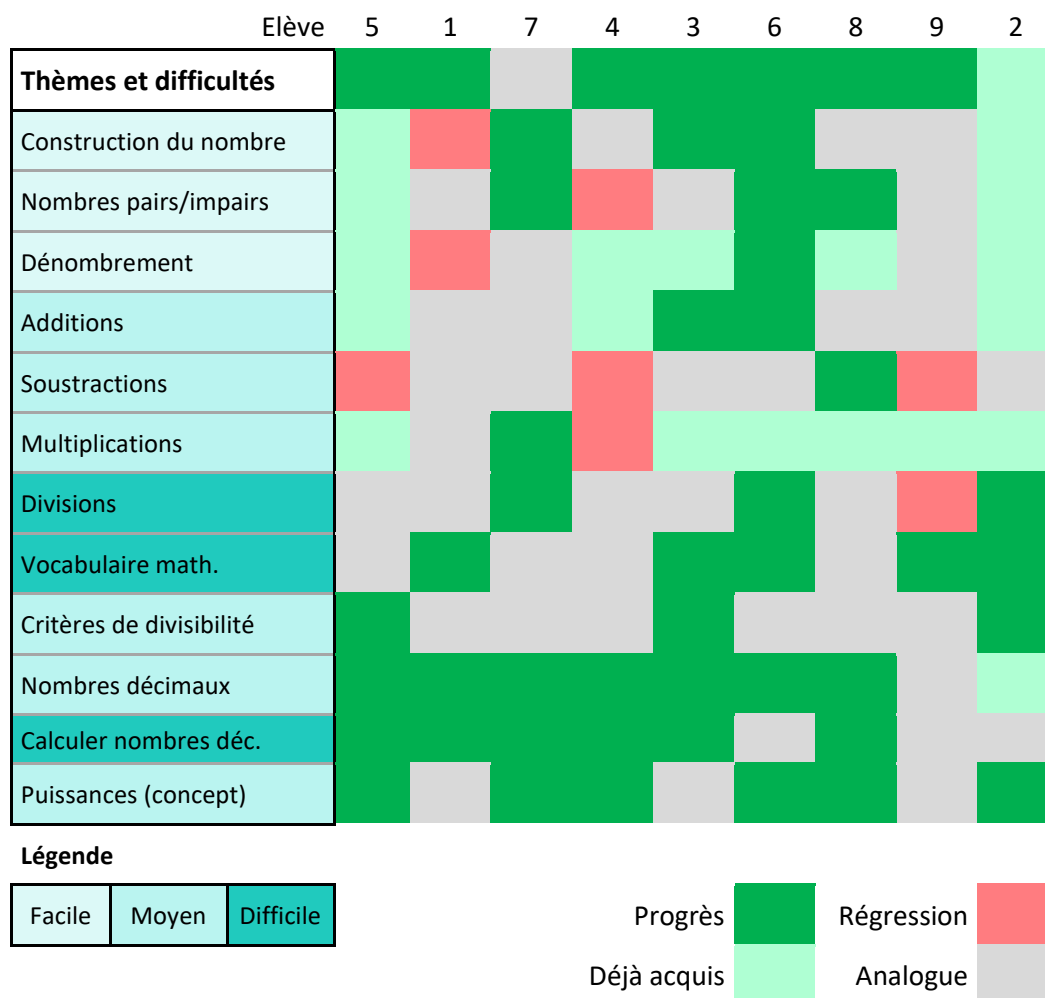 Elève 5 1 7 4 3 6 8 9 2
Thèmes et difficultés
Construction du nombre
Nombres pairs/impairs
Dénombrement
Additions
Soustractions
Multiplications
Divisions
Vocabulaire math.
Critères de divisibilité
Nombres décimaux
Calculer nombres déc.
Puissances (concept)
Légende
Facile Moyen Difficile Progrès Régression
Déjà acquis Analogue